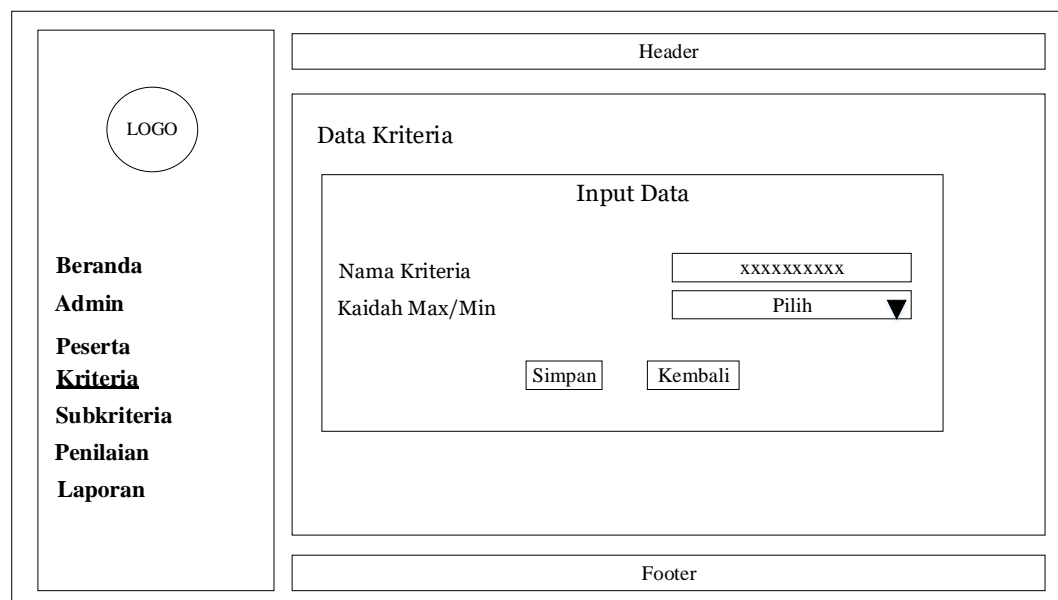 LOGO
Beranda
Admin
Peserta
Kriteria
Subkriteria
Penilaian
Laporan
Header
Data Kriteria
Input Data
Nama Kriteria xxxxxxxxxx
Kaidah Max/Min Pilih
Simpan Kembali
Footer